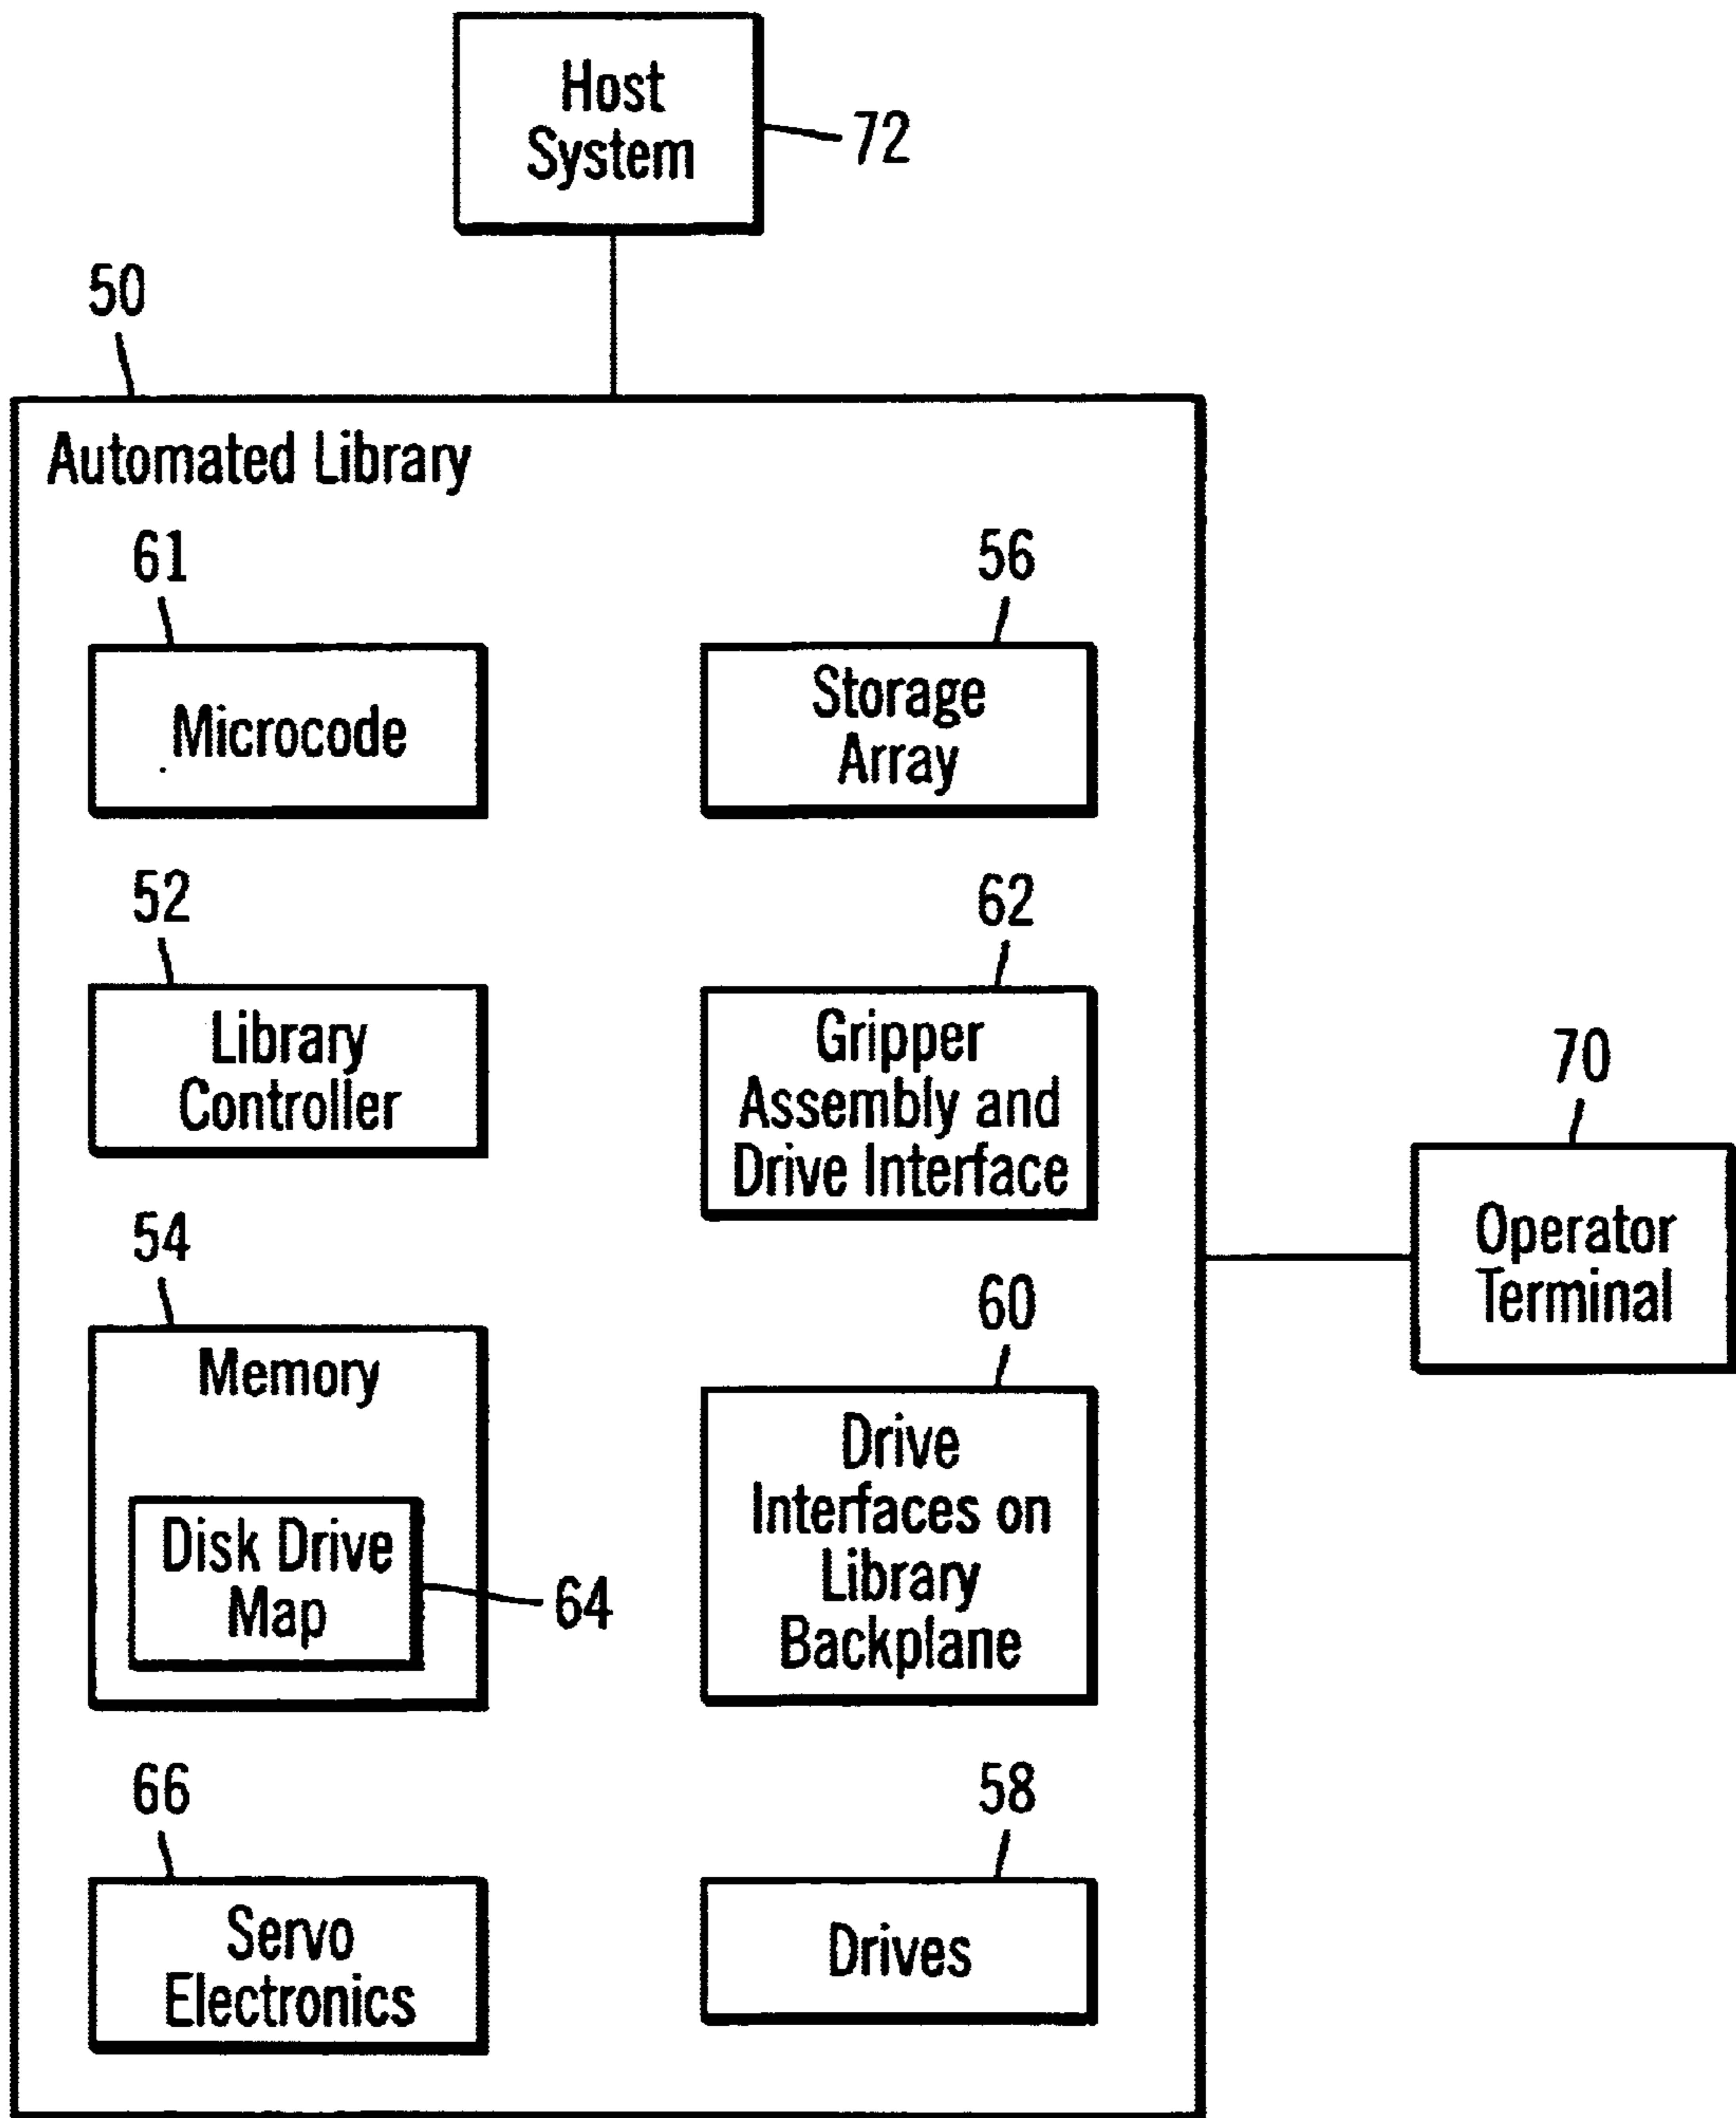 Host
System
72
50
Automated Library
61
56
Microcode
Storage
Array
52
62
Library
Controller
Gripper
Assembly and
Drive Interface
70
Operator
Terminal
54
60
Memory
Disk Drive
Map
64
Drive
Interfaces on
Library
Backplane
66
58
Servo
Electronics
Drives